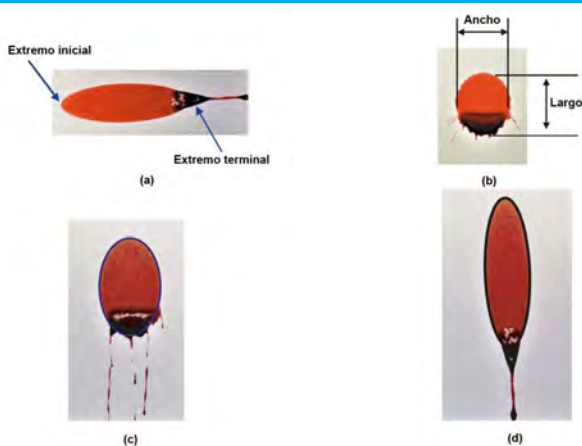 Extremo inicial
Extremo terminal
(a)
Ancho
Largo
(b)
(c)
(d)